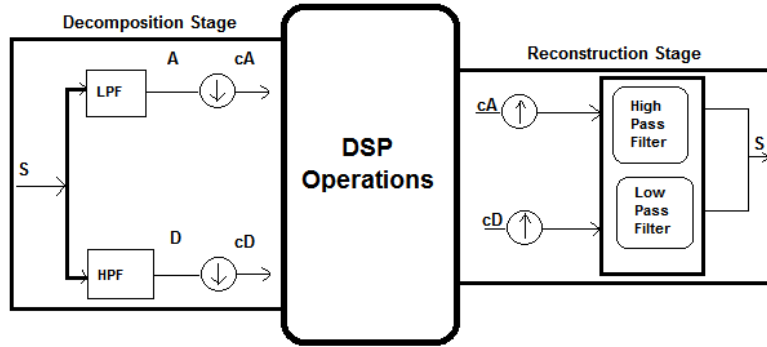 Decomposition Stage
A
cA
LPF
S
D
cD
HPF
DSP
Operations
Reconstruction Stage
cA
High
Pass
Filter
S
cD
Low
Pass
Filter